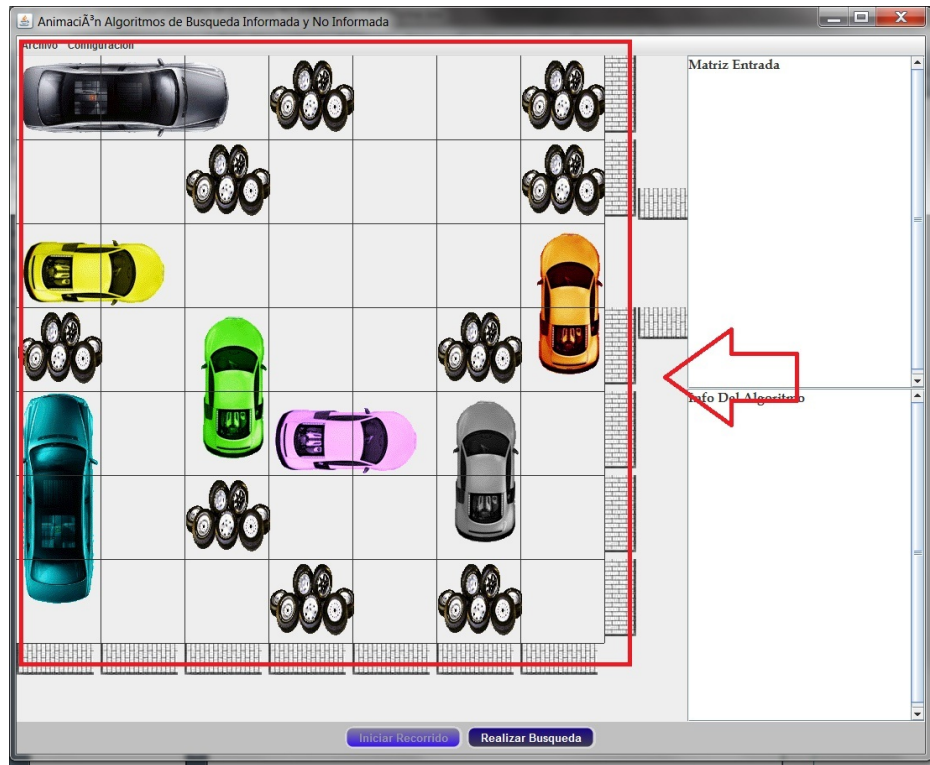 AnimaciÃ³n Algoritmos de Busqueda Informada y No Informada
Archivo Configuracion
Matriz Entrada
Info Del Algoritmo
Iniciar Recorrido Realizar Busqueda